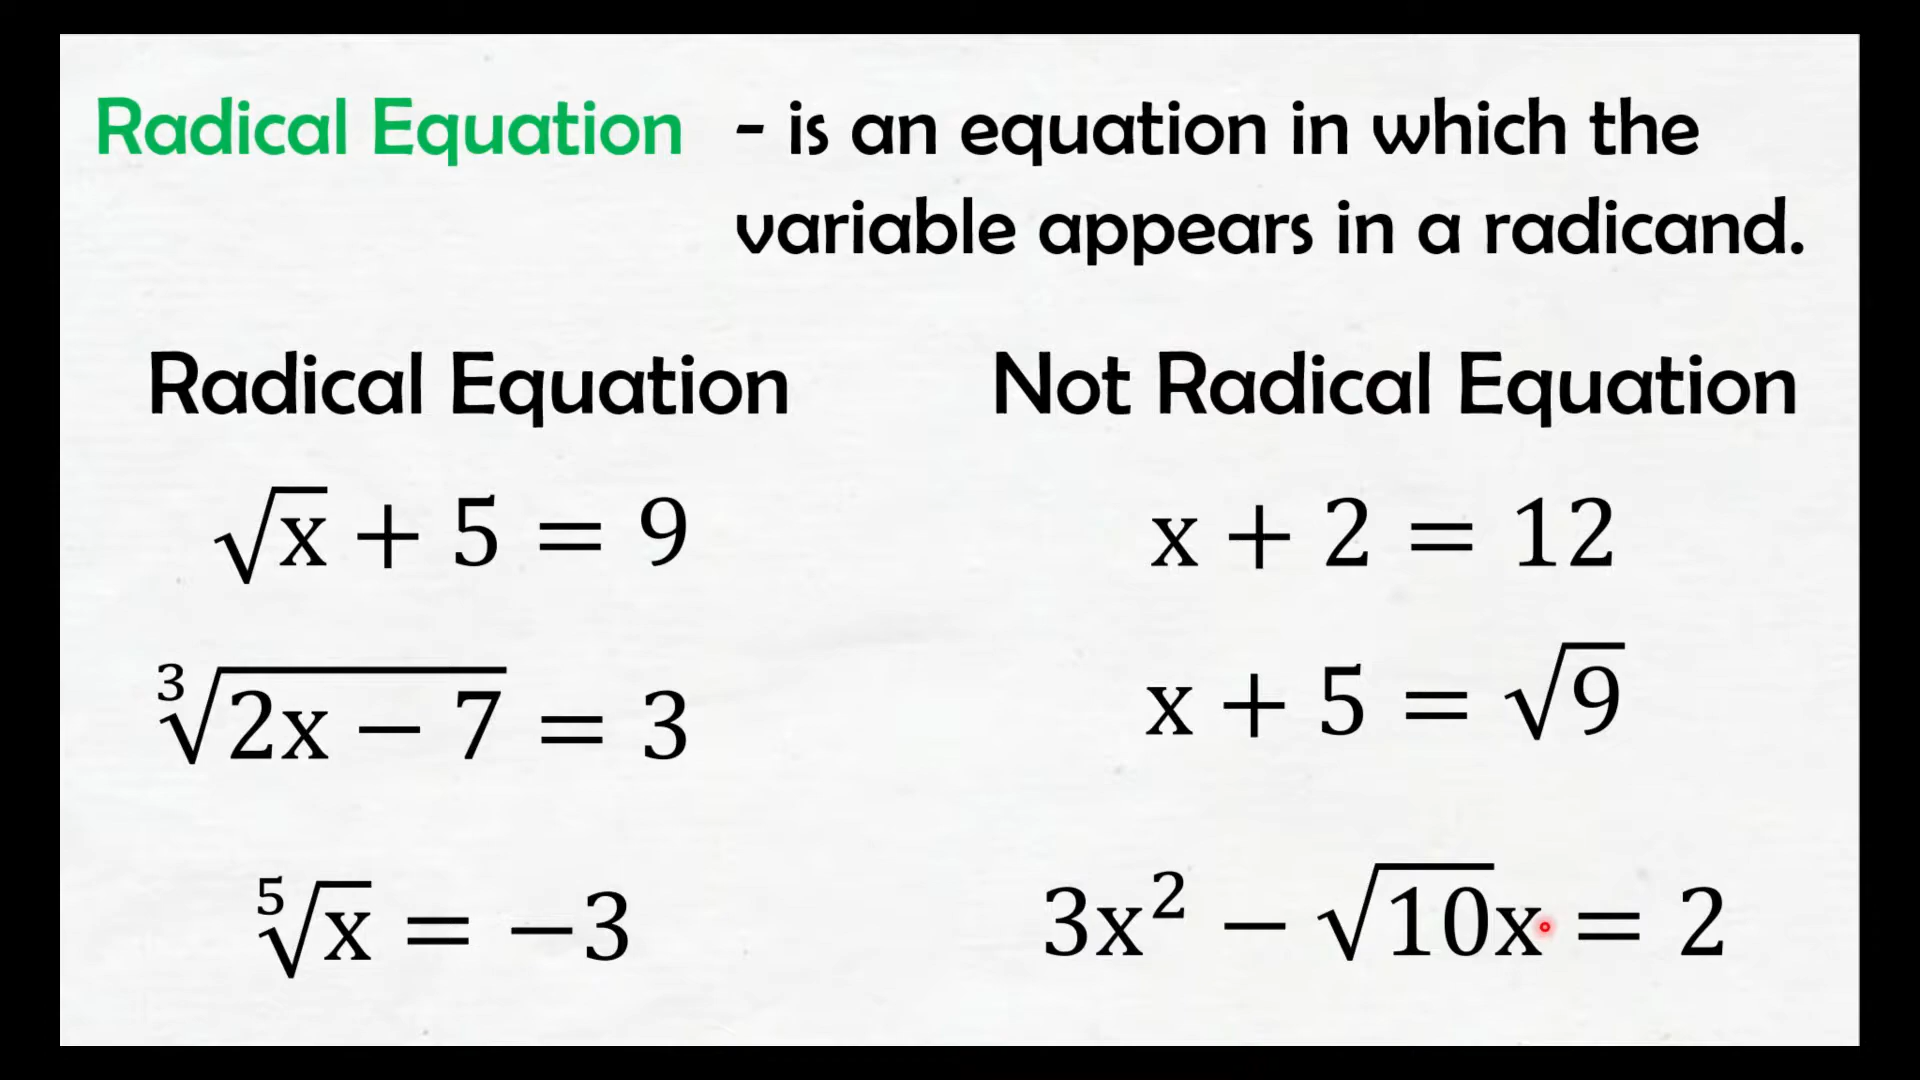 Radical Equation - is an equation in which the
variable appears in a radicand.
Radical Equation Not Radical Equation
√x + 5 = 9
x + 2 = 12
∛(2x − 7) = 3
x + 5 = √9
⁵√x = −3
3x² − √10x = 2